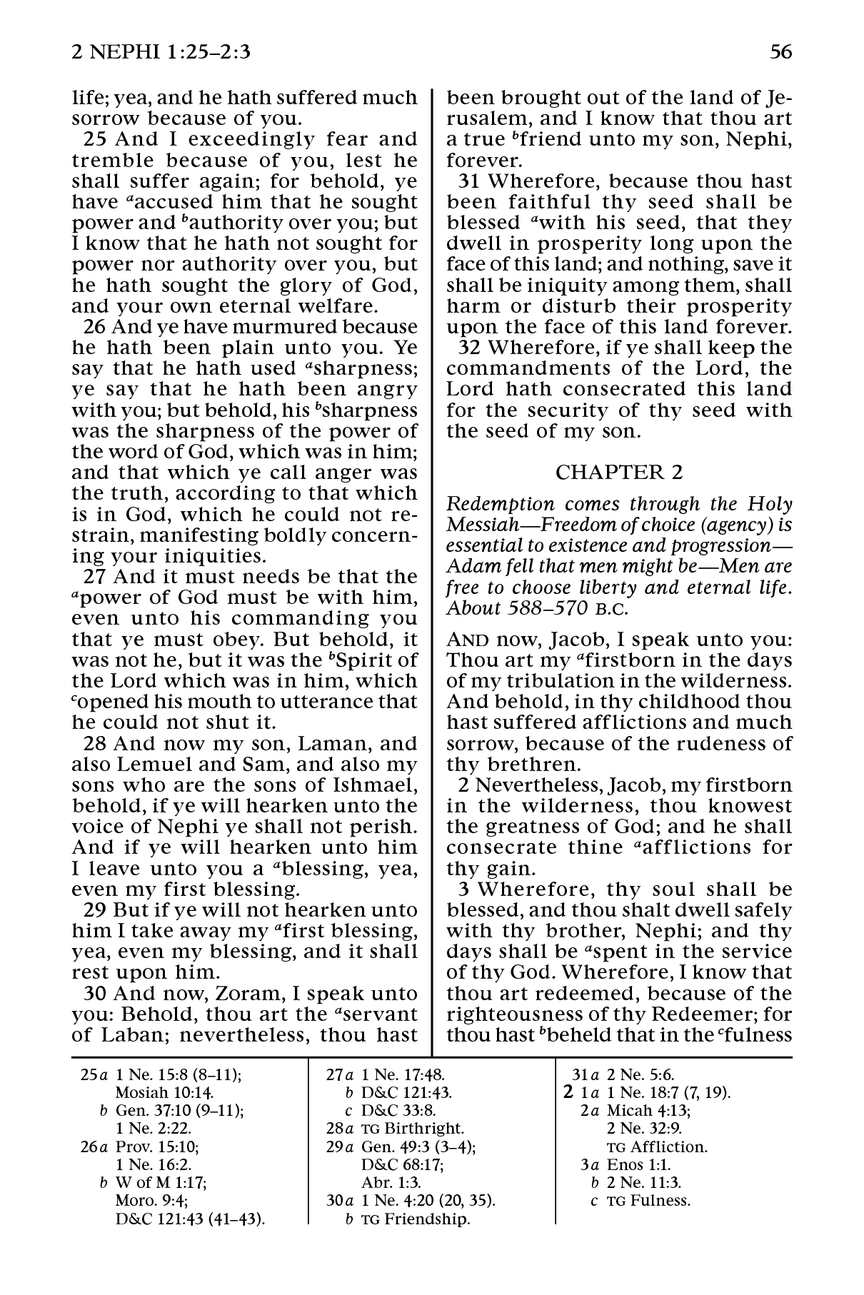 2 NEPHI 1:25–2:3 56
life; yea, and he hath suffered much
sorrow because of you.
25 And I exceedingly fear and
tremble because of you, lest he
shall suffer again; for behold, ye
have aaccused him that he sought
power and bauthority over you; but
I know that he hath not sought for
power nor authority over you, but
he hath sought the glory of God,
and your own eternal welfare.
26 And ye have murmured because
he hath been plain unto you. Ye
say that he hath used asharpness;
ye say that he hath been angry
with you; but behold, his bsharpness
was the sharpness of the power of
the word of God, which was in him;
and that which ye call anger was
the truth, according to that which
is in God, which he could not re-
strain, manifesting boldly concern-
ing your iniquities.
27 And it must needs be that the
apower of God must be with him,
even unto his commanding you
that ye must obey. But behold, it
was not he, but it was the bSpirit of
the Lord which was in him, which
copened his mouth to utterance that
he could not shut it.
28 And now my son, Laman, and
also Lemuel and Sam, and also my
sons who are the sons of Ishmael,
behold, if ye will hearken unto the
voice of Nephi ye shall not perish.
And if ye will hearken unto him
I leave unto you a ablessing, yea,
even my first blessing.
29 But if ye will not hearken unto
him I take away my afirst blessing,
yea, even my blessing, and it shall
rest upon him.
30 And now, Zoram, I speak unto
you: Behold, thou art the aservant
of Laban; nevertheless, thou hast
been brought out of the land of Je-
rusalem, and I know that thou art
a true bfriend unto my son, Nephi,
forever.
31 Wherefore, because thou hast
been faithful thy seed shall be
blessed awith his seed, that they
dwell in prosperity long upon the
face of this land; and nothing, save it
shall be iniquity among them, shall
harm or disturb their prosperity
upon the face of this land forever.
32 Wherefore, if ye shall keep the
commandments of the Lord, the
Lord hath consecrated this land
for the security of thy seed with
the seed of my son.
CHAPTER 2
Redemption comes through the Holy
Messiah—Freedom of choice (agency) is
essential to existence and progression—
Adam fell that men might be—Men are
free to choose liberty and eternal life.
About 588–570 B.C.
AND now, Jacob, I speak unto you:
Thou art my afirstborn in the days
of my tribulation in the wilderness.
And behold, in thy childhood thou
hast suffered afflictions and much
sorrow, because of the rudeness of
thy brethren.
2 Nevertheless, Jacob, my firstborn
in the wilderness, thou knowest
the greatness of God; and he shall
consecrate thine aafflictions for
thy gain.
3 Wherefore, thy soul shall be
blessed, and thou shalt dwell safely
with thy brother, Nephi; and thy
days shall be aspent in the service
of thy God. Wherefore, I know that
thou art redeemed, because of the
righteousness of thy Redeemer; for
thou hast bbeheld that in the cfulness
25a 1 Ne. 15:8 (8–11);
Mosiah 10:14.
b Gen. 37:10 (9–11);
1 Ne. 2:22.
26a Prov. 15:10;
1 Ne. 16:2.
b W of M 1:17;
Moro. 9:4;
D&C 121:43 (41–43).
27a 1 Ne. 17:48.
b D&C 121:43.
c D&C 33:8.
28a TG Birthright.
29a Gen. 49:3 (3–4);
D&C 68:17;
Abr. 1:3.
30a 1 Ne. 4:20 (20, 35).
b TG Friendship.
31a 2 Ne. 5:6.
2 1a 1 Ne. 18:7 (7, 19).
2a Micah 4:13;
2 Ne. 32:9.
TG Affliction.
3a Enos 1:1.
b 2 Ne. 11:3.
c TG Fulness.